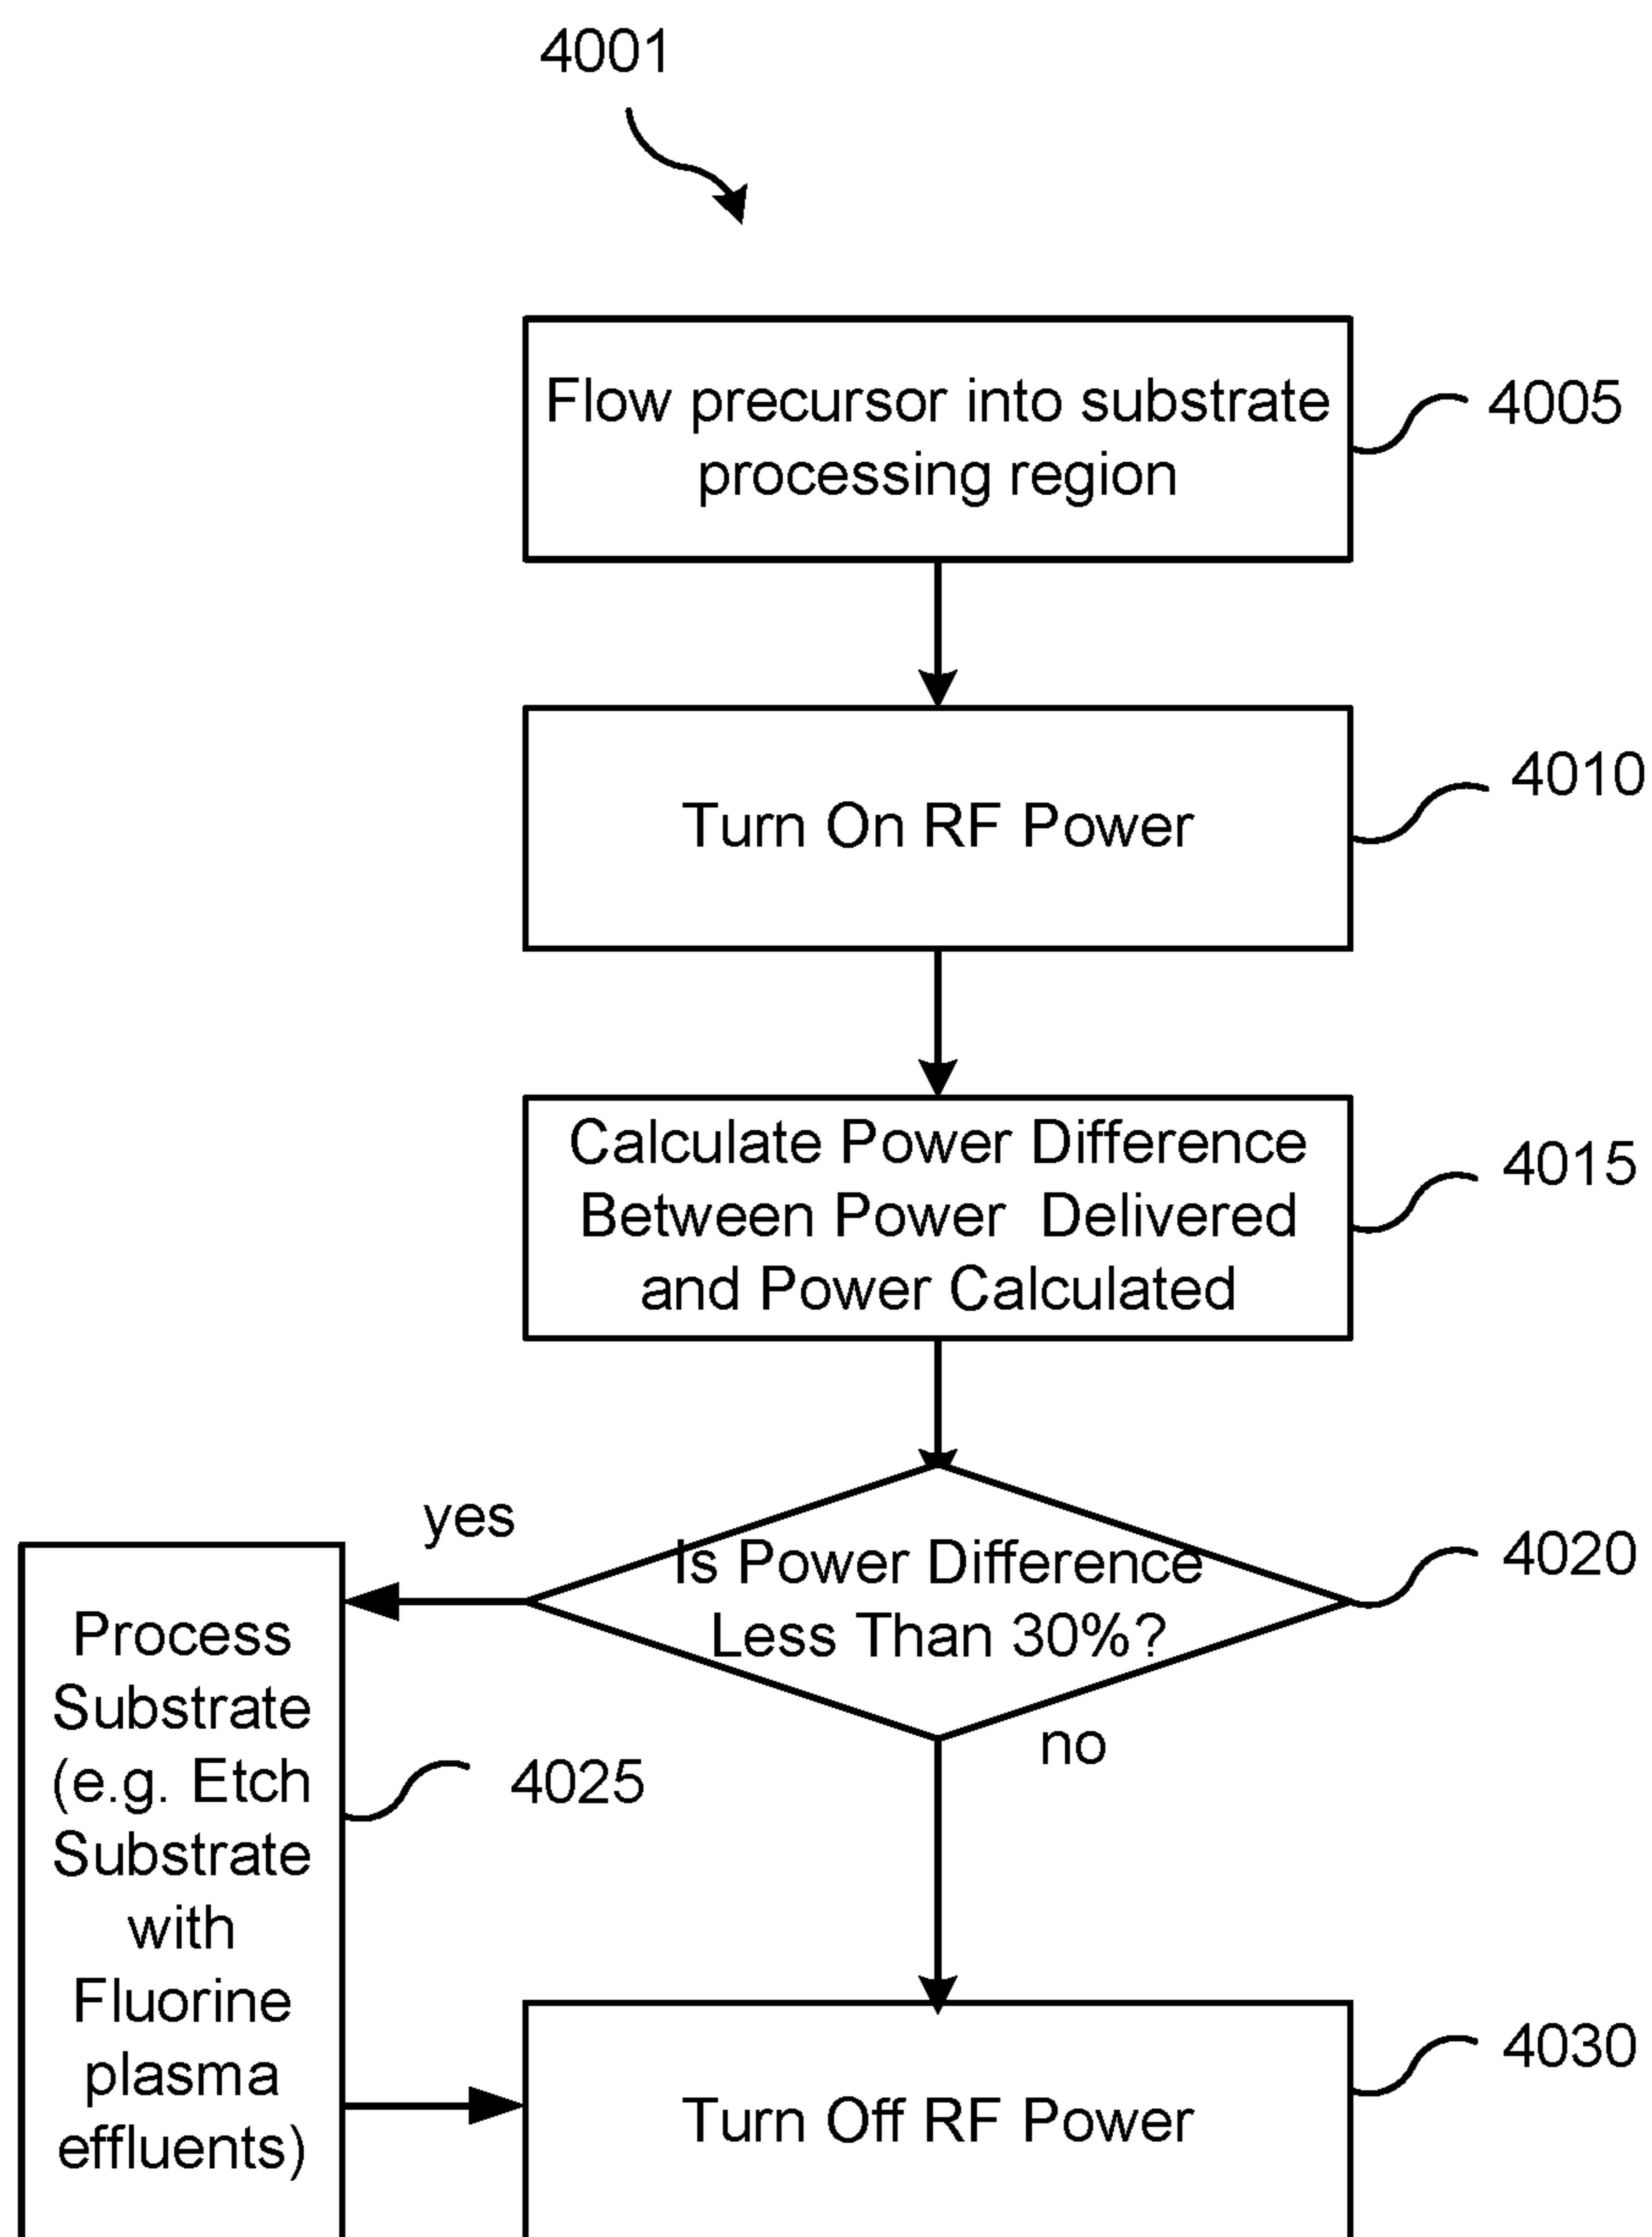 4001
Flow precursor into substrate
processing region
4005
Turn On RF Power
4010
Calculate Power Difference
Between Power Delivered
and Power Calculated
4015
yes
Is Power Difference
Less Than 30%?
4020
no
Process
Substrate
(e.g. Etch
Substrate
with
Fluorine
plasma
effluents)
4025
Turn Off RF Power
4030